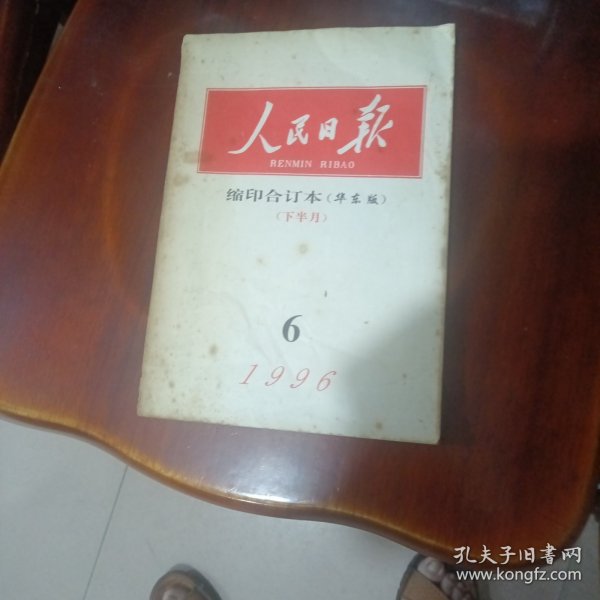 人民日报
RENMIN RIBAO
缩印合订本(华东版)
(下半月)
6
1996
孔夫子旧書网
www.kongfz.com